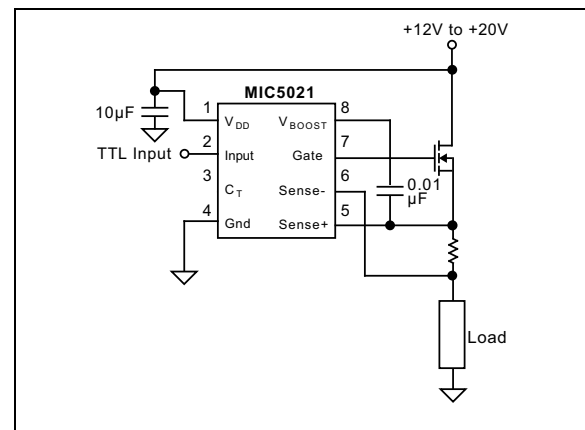 +12V to +20V
MIC5021
10µF
1
V_DD
V_BOOST
8
2
TTL Input
Input
Gate
7
3
C_T
Sense-
6
4
Gnd
Sense+
5
0.01
µF
Load